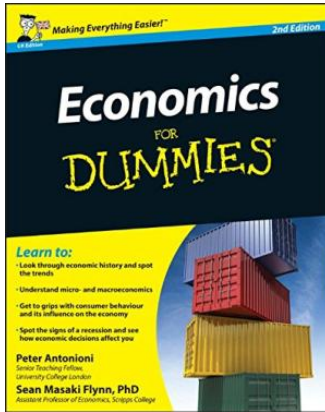 Making Everything Easier!™
UK Edition
2nd Edition
Economics
FOR
DUMMIES®
Learn to:
• Look through economic history and spot
the trends
• Understand micro- and macroeconomics
• Get to grips with consumer behaviour
and its influence on the economy
• Spot the signs of a recession and see
how economic decisions affect you
Peter Antonioni
Senior Teaching Fellow,
University College London
Sean Masaki Flynn, PhD
Assistant Professor of Economics, Scripps College